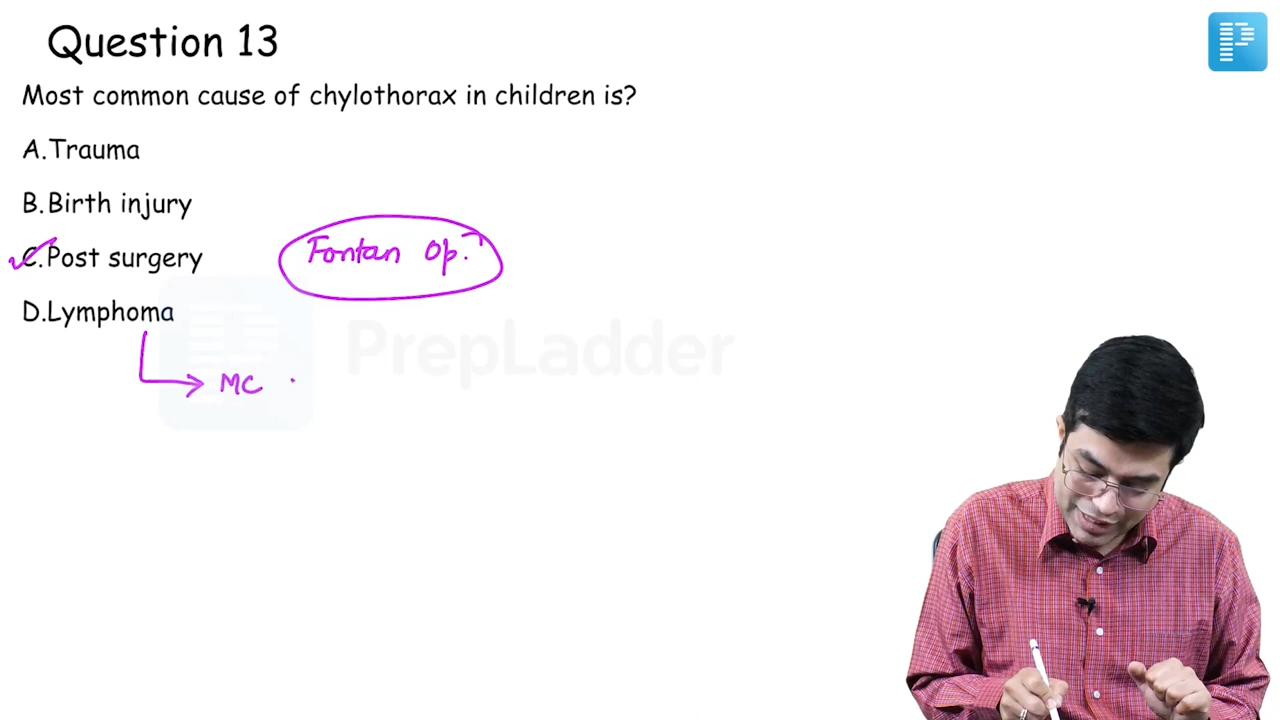 Question 13
Most common cause of chylothorax in children is?
A.Trauma
B.Birth injury
C.Post surgery
Fontan Op.
D.Lymphoma
MC
PrepLadder